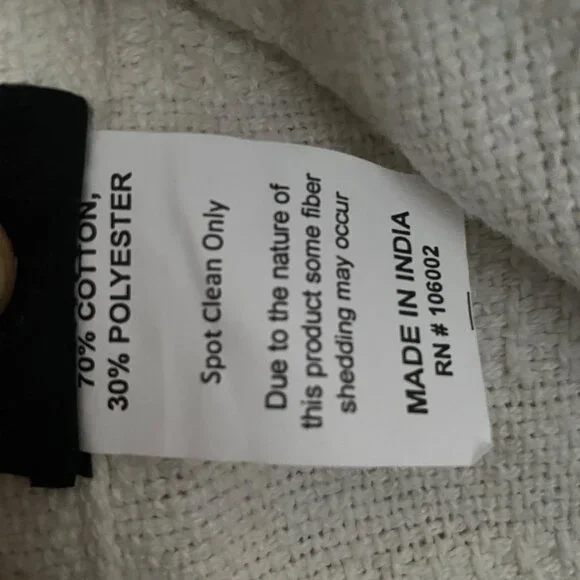 70% COTTON,
30% POLYESTER
Spot Clean Only
Due to the nature of
this product some fiber
shedding may occur
MADE IN INDIA
RN # 106002